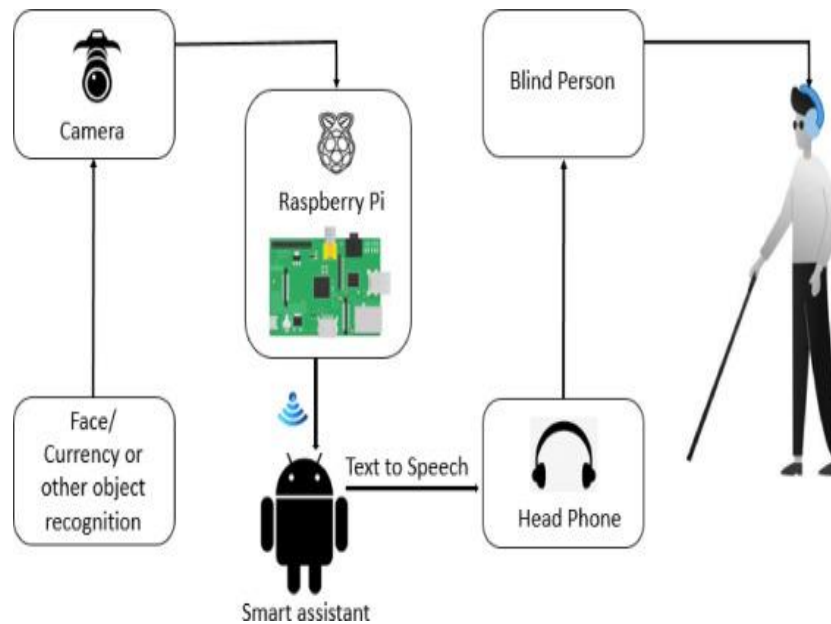 Camera
Raspberry Pi
Blind Person
Face/
Currency or
other object
recognition
Text to Speech
Head Phone
Smart assistant